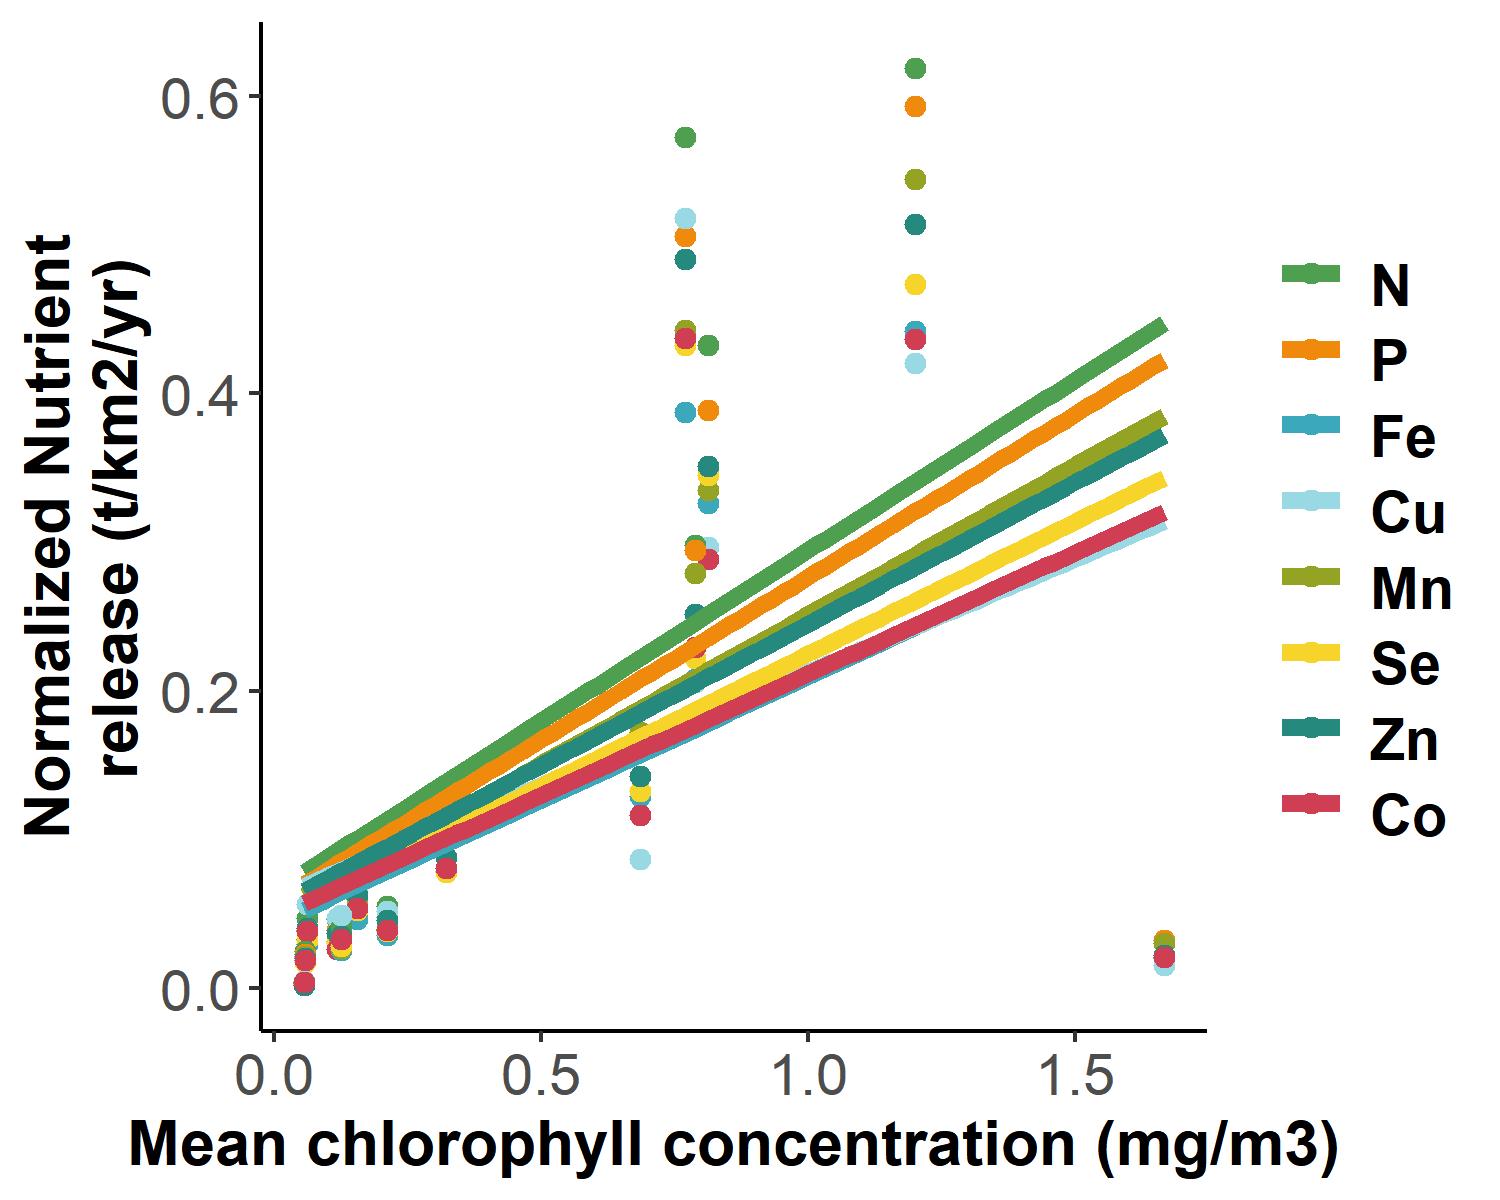 Normalized Nutrient
release (t/km2/yr)
0.6
0.4
0.2
0.0
0.0 0.5 1.0 1.5
Mean chlorophyll concentration (mg/m3)
N
P
Fe
Cu
Mn
Se
Zn
Co